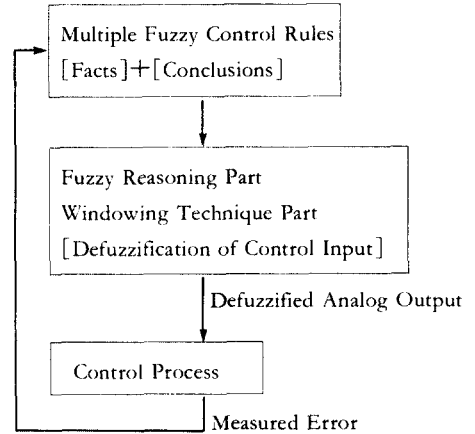 Multiple Fuzzy Control Rules
[Facts]+[Conclusions]
Fuzzy Reasoning Part
Windowing Technique Part
[Defuzzification of Control Input]
Defuzzified Analog Output
Control Process
Measured Error